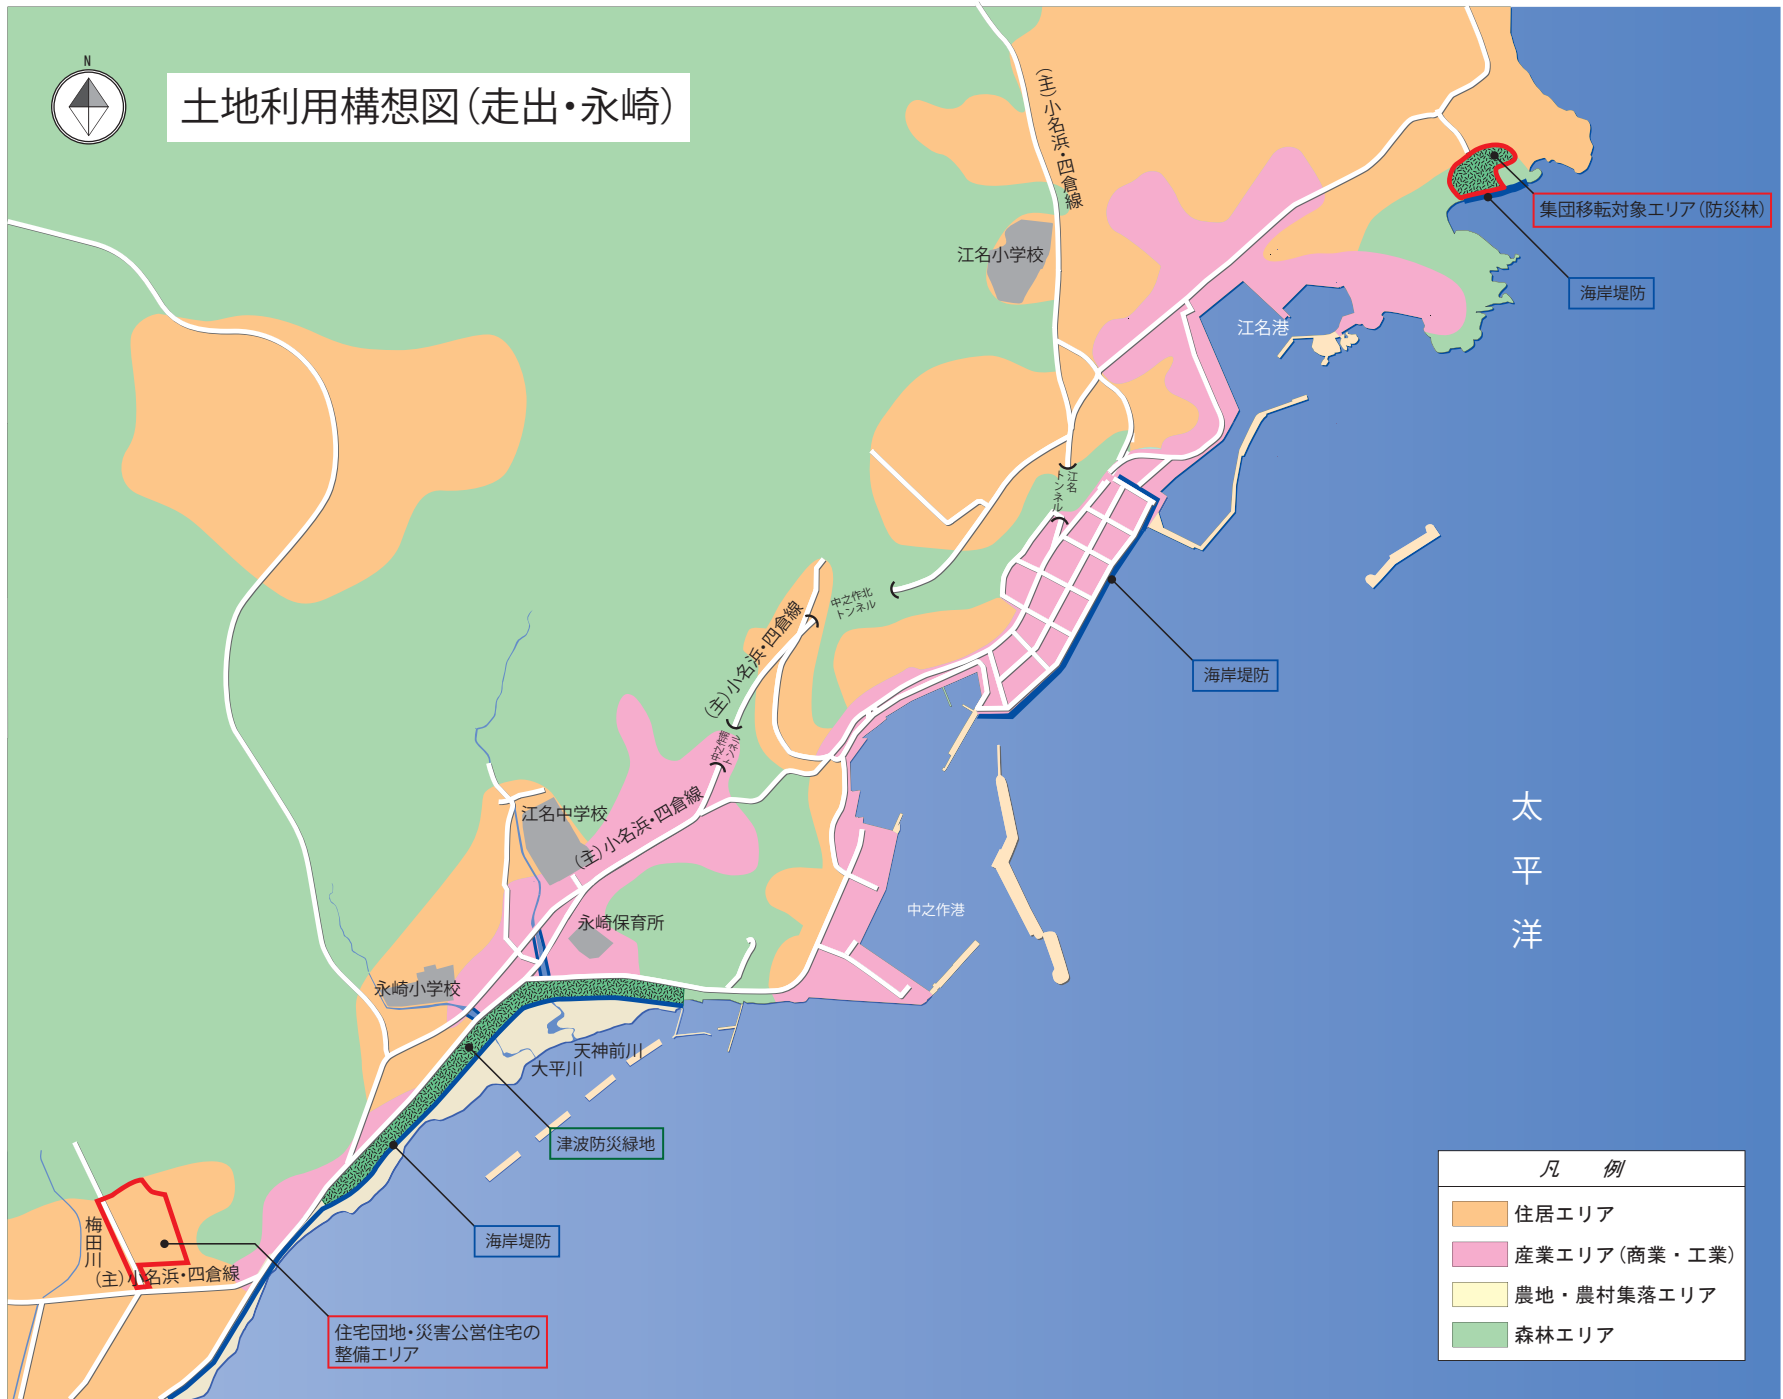 N
土地利用構想図（走出・永崎）
（主）小名浜・四倉線
江名小学校
集団移転対象エリア（防災林）
海岸堤防
江名港
江名
トンネル
中之作北
トンネル
（主）小名浜・四倉線
海岸堤防
中之作南
トンネル
江名中学校
（主）小名浜・四倉線
太平洋
中之作港
永崎保育所
永崎小学校
天神前川
大平川
津波防災緑地
海岸堤防
梅田川
（主）小名浜・四倉線
住宅団地・災害公営住宅の
整備エリア
凡　例
住居エリア
産業エリア（商業・工業）
農地・農村集落エリア
森林エリア